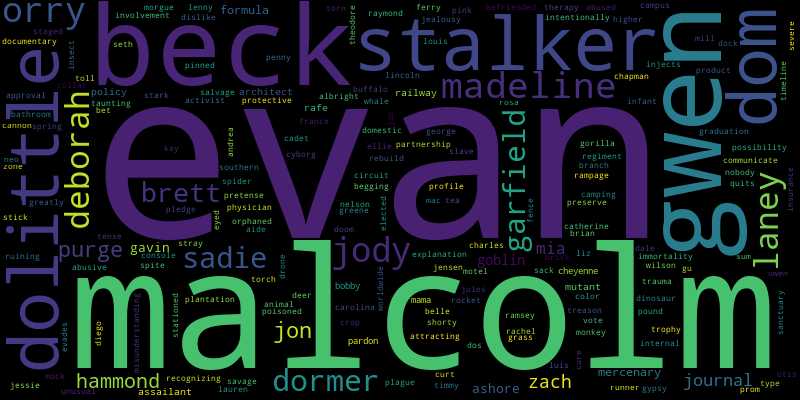 orry
morgue
lenny
formula
involvement
dislike
torn
raymond
ferry
pink
befriended
therapy
abused
campus
jealousy
intentionally
higher
staged
documentary
seth
beck
penny
theodore
louis
stalker
mill
dock
severe
insect
pinned
lincoln
chapman
gwen
dom
timeline
toll
cullar
policy
salvage
architect
albright
buffalo
madeline
injects
product
approval
taunting
stark
activist
protective
rafe
whale
railway
infant
bathroom
bet
cannon
spring
dolittle
deborah
evan
france
rosa
graduation
cadet
domestic
george
garfield
gorilla
possibility
neo
zone
kay
andrea
cyborg
ellie
partnership
slave
regiment
communicate
rebuild
branch
nobody
southern
circuit
rampage
quits
greatly
spider
begging
profile
camping
insurance
brett
pretense
nelson
mac
tea
preserve
laney
stick
pledge
physician
greene
elected
fence
orphaned
eyed
aide
doom
catherine
brian
tense
purge
gavin
stray
jody
charles
mia
liz
dale
immortality
ruining
console
explanation
goblin
brick
wilson
sum
abusive
spite
sadie
drone
jensen
motel
sack
cheyenne
gu
owen
torch
bobby
worldwide
jules
mutant
trauma
animal
deer
mama
rocket
color
dinosaur
plantation
poisoned
carolina
belle
ramsey
treason
pound
sanctuary
evades
diego
misunderstanding
stationed
malcolm
jon
crop
shorty
rachel
vote
trophy
pardon
attracting
grass
monkey
internal
dos
luis
cure
jessie
mock
hammond
recognizing
dormer
curt
zach
mercenary
journal
type
otis
unusual
assailant
savage
lauren
plague
timmy
ashore
runner
gypsy
prom